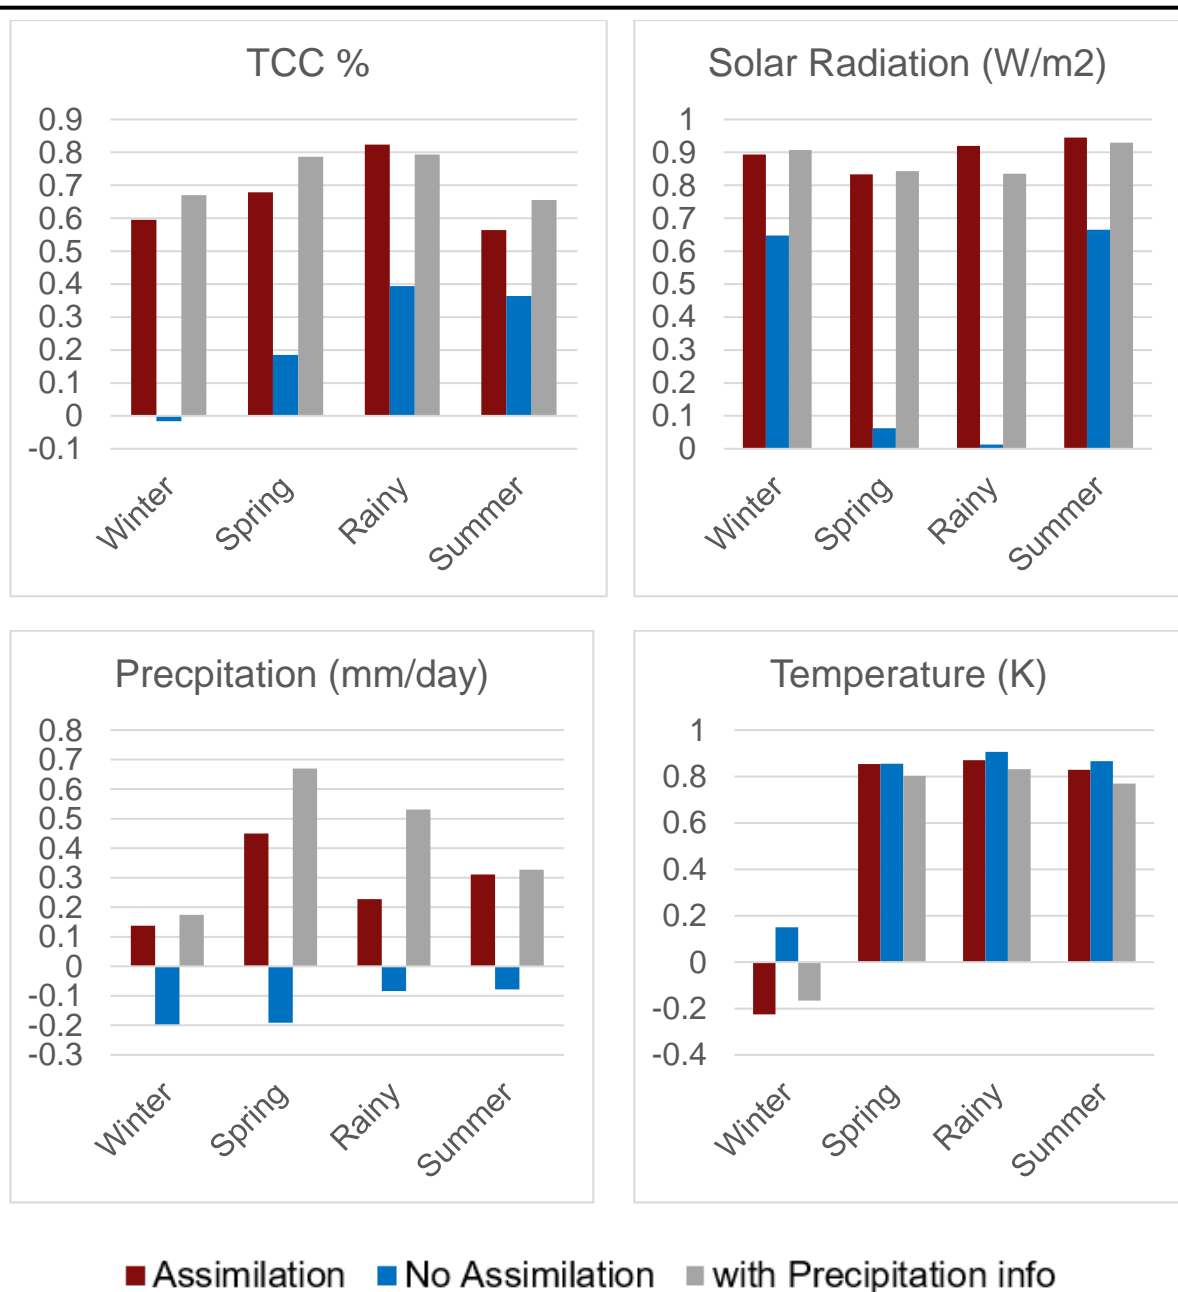 TCC %
0.9
0.8
0.7
0.6
0.5
0.4
0.3
0.2
0.1
0
-0.1
Winter
Spring
Rainy
Summer
Solar Radiation (W/m2)
1
0.9
0.8
0.7
0.6
0.5
0.4
0.3
0.2
0.1
0
Winter
Spring
Rainy
Summer
Precpitation (mm/day)
0.8
0.7
0.6
0.5
0.4
0.3
0.2
0.1
0
-0.1
-0.2
-0.3
Winter
Spring
Rainy
Summer
Temperature (K)
1
0.8
0.6
0.4
0.2
0
-0.2
-0.4
Winter
Spring
Rainy
Summer
Assimilation No Assimilation with Precipitation info